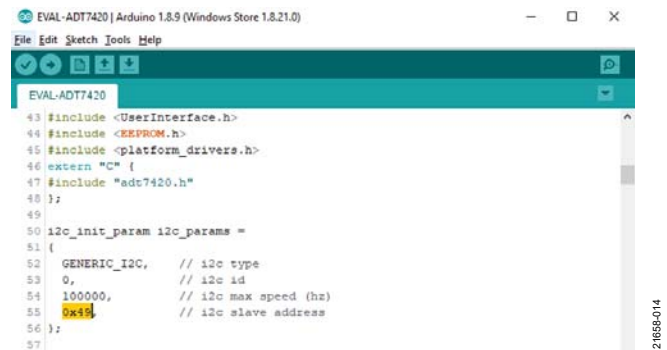 EVAL-ADT7420 | Arduino 1.8.9 (Windows Store 1.8.21.0)
File Edit Sketch Tools Help
EVAL-ADT7420
43 #include <UserInterface.h>
44 #include <EEPROM.h>
45 #include <platform_drivers.h>
46 extern "C" {
47 #include "adt7420.h"
48 };
49
50 i2c_init_param i2c_params =
51 {
52 GENERIC_I2C, // i2c type
53 0, // i2c id
54 100000, // i2c max speed (hz)
55 0x49, // i2c slave address
56 };
57
21658-014